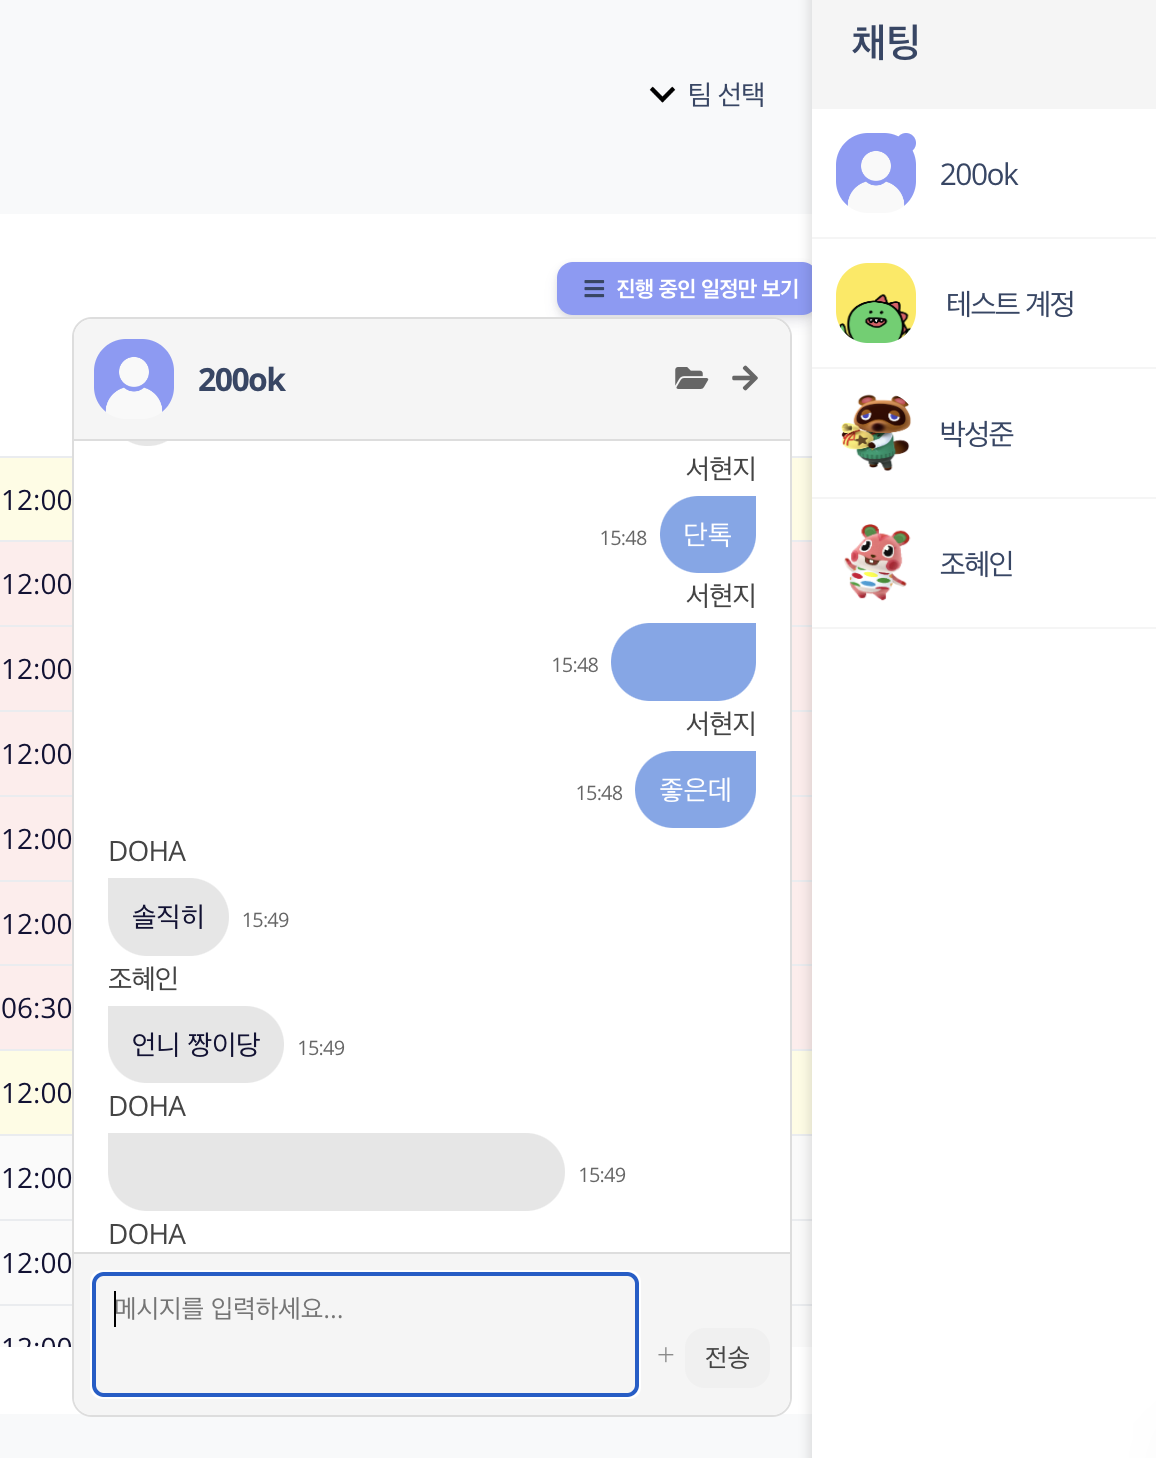 팀 선택
진행 중인 일정만 보기
200ok
서현지
단톡
15:48
서현지
15:48
서현지
좋은데
15:48
DOHA
솔직히
15:49
조혜인
언니 짱이당
15:49
DOHA
15:49
DOHA
메시지를 입력하세요...
+
전송
12:00
12:00
12:00
12:00
12:00
12:00
06:30
12:00
12:00
12:00
12:00
채팅
200ok
테스트 계정
박성준
조혜인